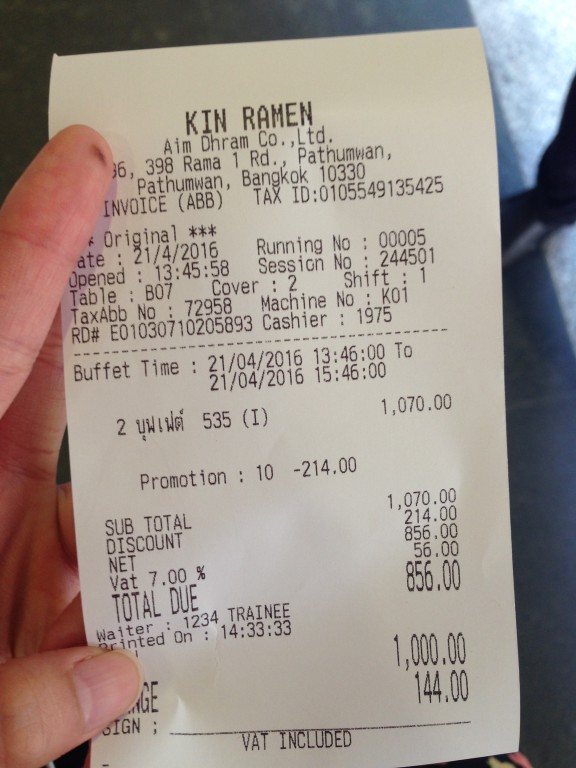 KIN RAMEN
Aim Dhram Co.,Ltd.
96, 398 Rama 1 Rd., Pathumwan,
Pathumwan, Bangkok 10330
INVOICE (ABB) TAX ID:0105549135425
Original ***
ate : 21/4/2016 Running No : 00005
Opened : 13:45:58 Session No : 244501
Table : B07 Cover : 2 Shift : 1
TaxAbb No : 72958 Machine No : K01
RD# E01030710205893 Cashier : 1975
Buffet Time : 21/04/2016 13:46:00 To
21/04/2016 15:46:00
2 บุฟเฟต์ 535 (I) 1,070.00
Promotion : 10 -214.00
SUB TOTAL 1,070.00
DISCOUNT 214.00
NET 856.00
Vat 7.00 % 56.00
TOTAL DUE 856.00
Waiter : 1234 TRAINEE
Printed On : 14:33:33
1,000.00
NGE 144.00
SIGN :
VAT INCLUDED